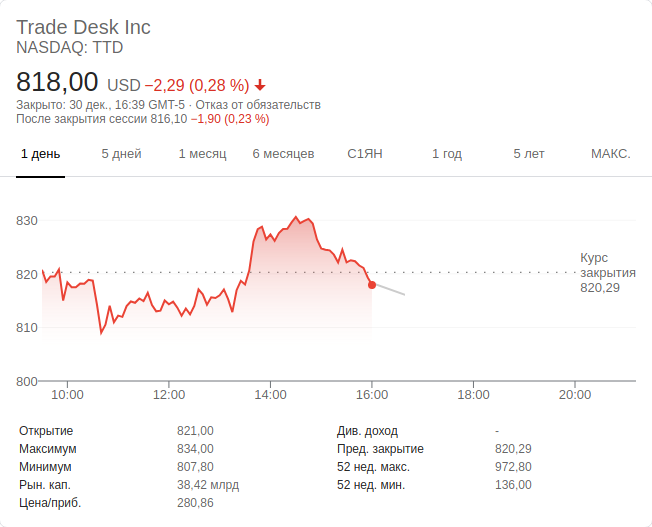 Trade Desk Inc
NASDAQ: TTD
818,00 USD −2,29 (0,28 %)
Закрыто: 30 дек., 16:39 GMT-5 · Отказ от обязательств
После закрытия сессии 816,10 −1,90 (0,23 %)
1 день 5 дней 1 месяц 6 месяцев С1ЯН 1 год 5 лет МАКС.
830
Курс
820 закрытия
820,29
810
800
10:00 12:00 14:00 16:00 18:00 20:00
Открытие 821,00 Див. доход -
Максимум 834,00 Пред. закрытие 820,29
Минимум 807,80 52 нед. макс. 972,80
Рын. кап. 38,42 млрд 52 нед. мин. 136,00
Цена/приб. 280,86